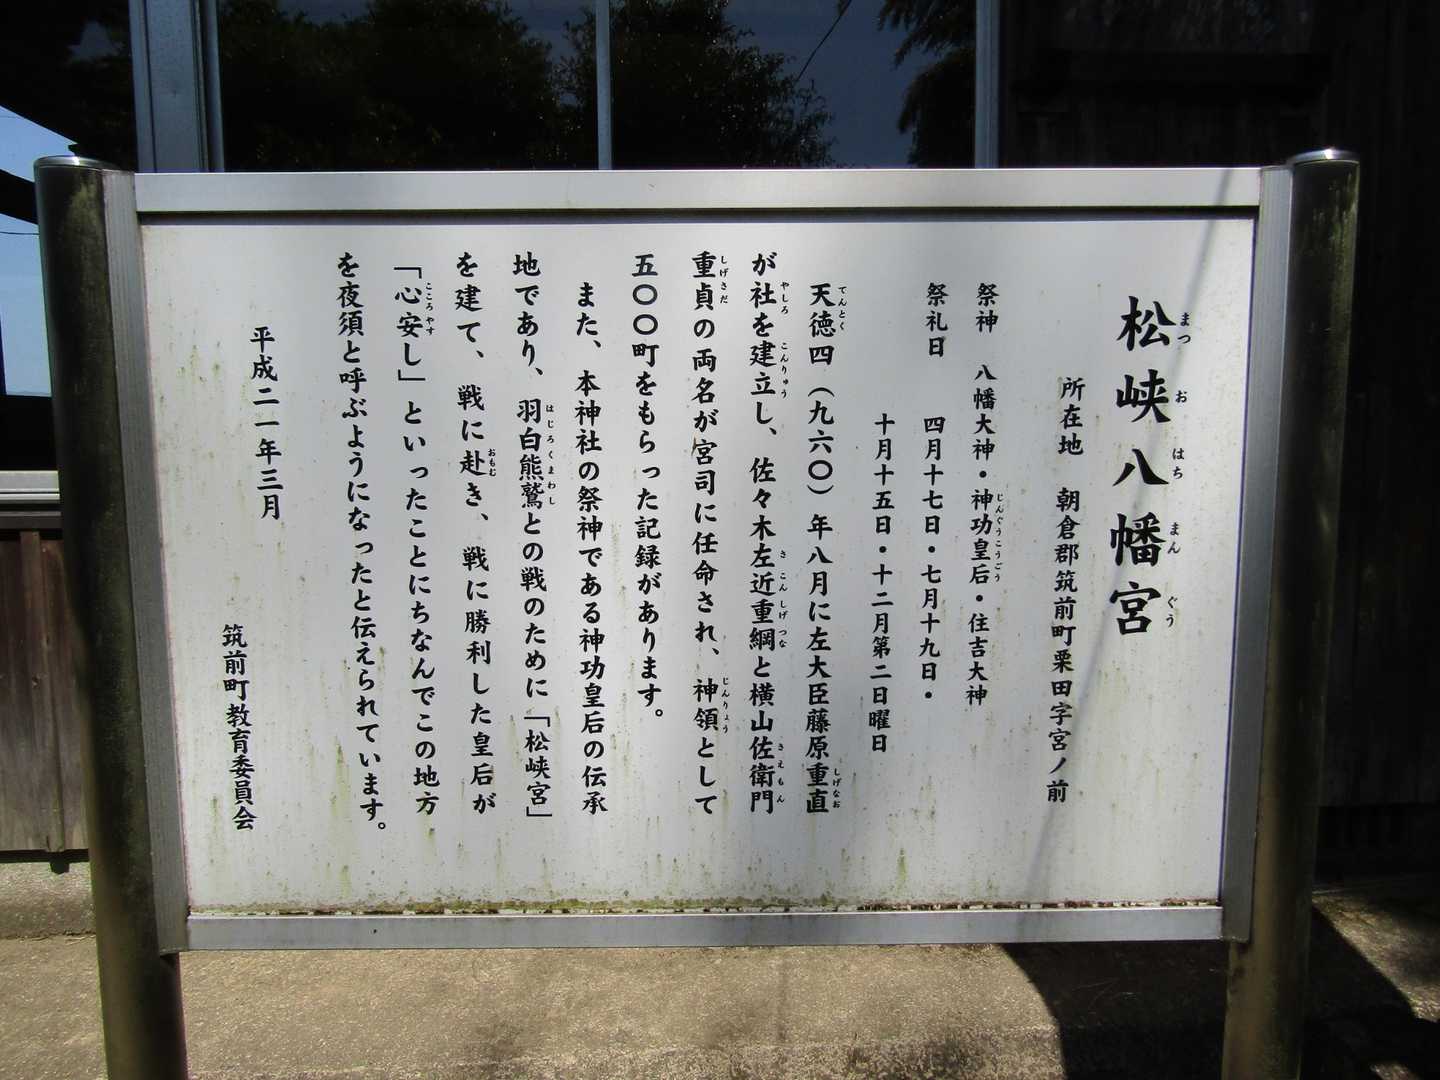 松峡八幡宮
所在地　朝倉郡筑前町栗田字宮ノ前
祭神　八幡大神・神功皇后・住吉大神
祭礼日　四月十七日・七月十九日・
十月十五日・十二月第二日曜日
天徳四（九六〇）年八月に左大臣藤原重直
が社を建立し、佐々木左近重綱と横山佐衛門
重貞の両名が宮司に任命され、神領として
五〇〇町をもらった記録があります。
また、本神社の祭神である神功皇后の伝承
地であり、羽白熊鷲との戦のために「松峡宮」
を建て、戦に赴き、戦に勝利した皇后が
「心安し」といったことにちなんでこの地方
を夜須と呼ぶようになったと伝えられています。
平成二一年三月
筑前町教育委員会